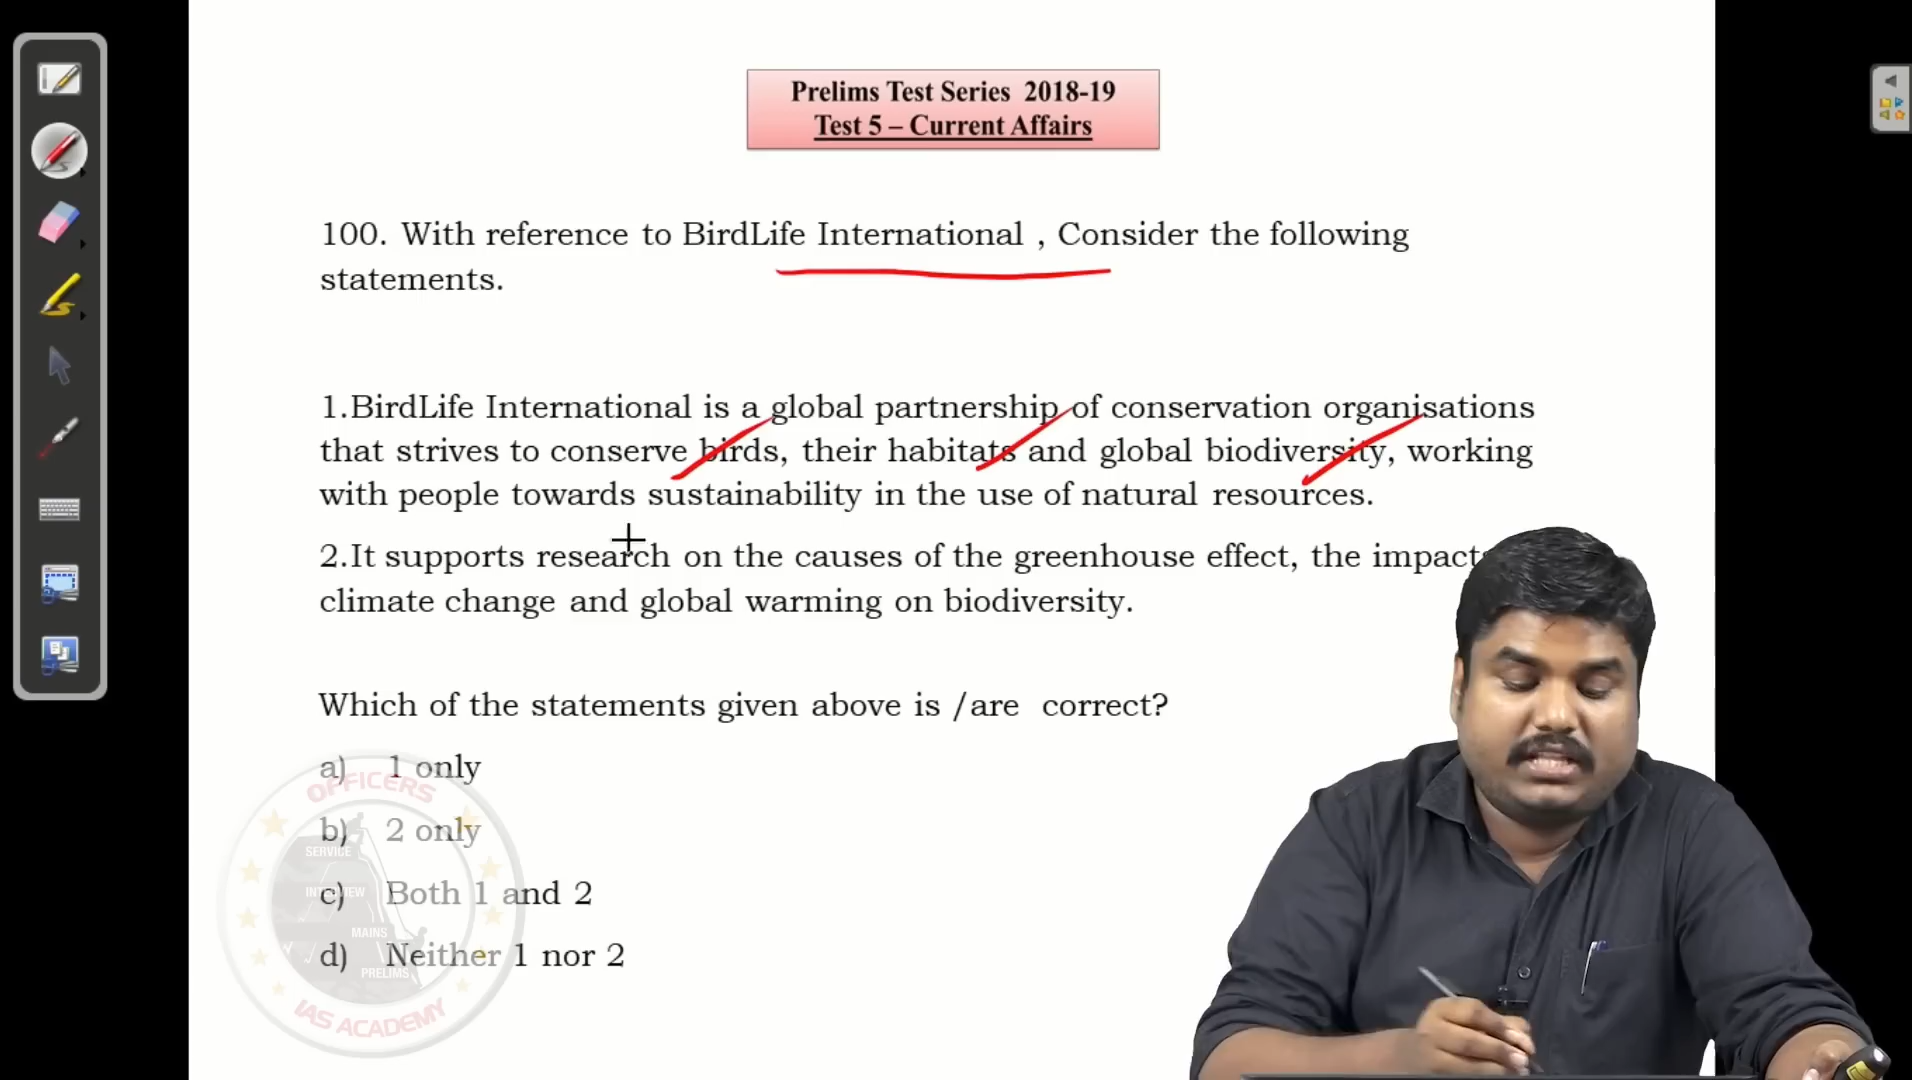 Prelims Test Series 2018-19
Test 5 – Current Affairs
100. With reference to BirdLife International , Consider the following
statements.
1.BirdLife International is a global partnership of conservation organisations
that strives to conserve birds, their habitats and global biodiversity, working
with people towards sustainability in the use of natural resources.
2.It supports research on the causes of the greenhouse effect, the impact
climate change and global warming on biodiversity.
Which of the statements given above is /are correct?
a) 1 only
b) 2 only
c) Both 1 and 2
d) Neither 1 nor 2
OFFICERS
SERVICE
INTERVIEW
MAINS
PRELIMS
IAS ACADEMY